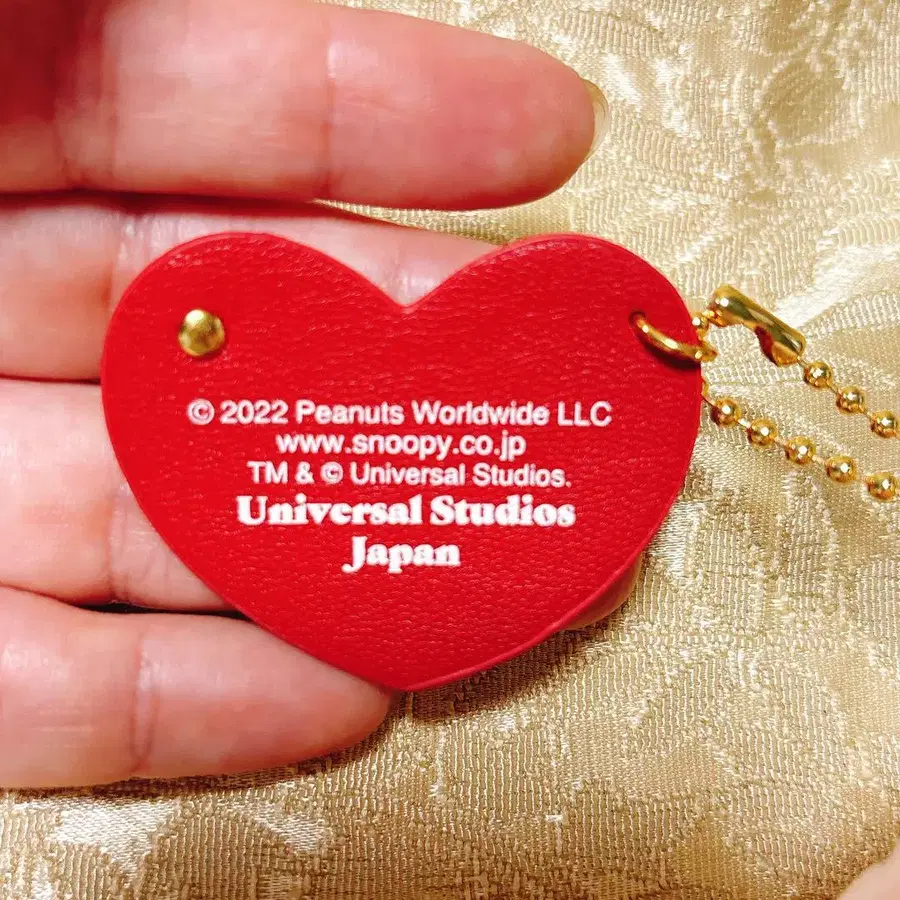 © 2022 Peanuts Worldwide LLC
www.snoopy.co.jp
TM & © Universal Studios.
Universal Studios
Japan